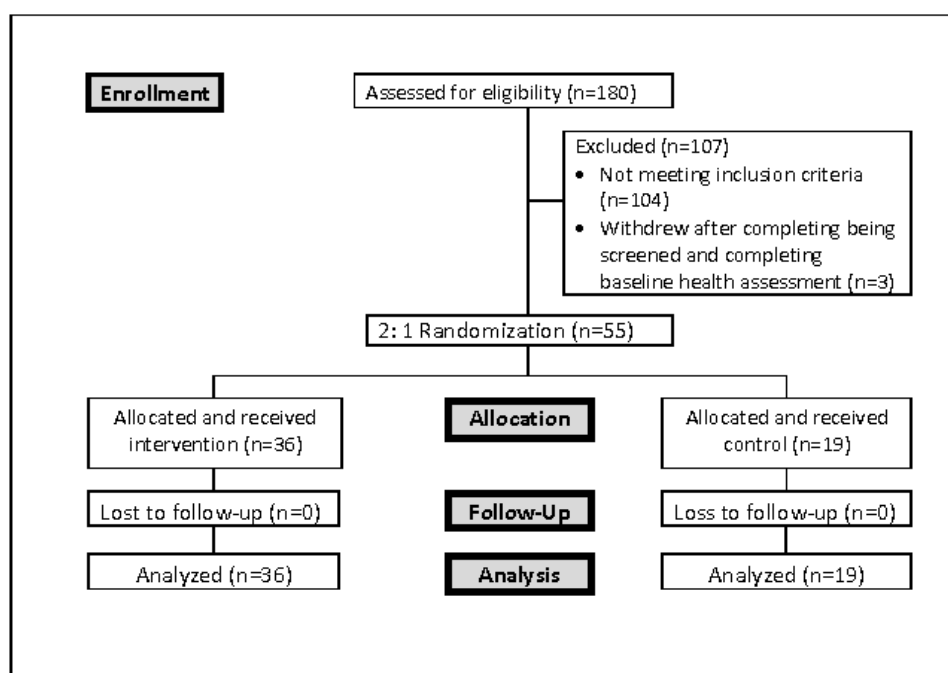 Enrollment
Assessed for eligibility (n=180)
Excluded (n=107)
• Not meeting inclusion criteria
(n=104)
• Withdrew after completing being
screened and completing
baseline health assessment (n=3)
2: 1 Randomization (n=55)
Allocated and received
intervention (n=36)
Allocation
Allocated and received
control (n=19)
Lost to follow-up (n=0)
Follow-Up
Loss to follow-up (n=0)
Analyzed (n=36)
Analysis
Analyzed (n=19)